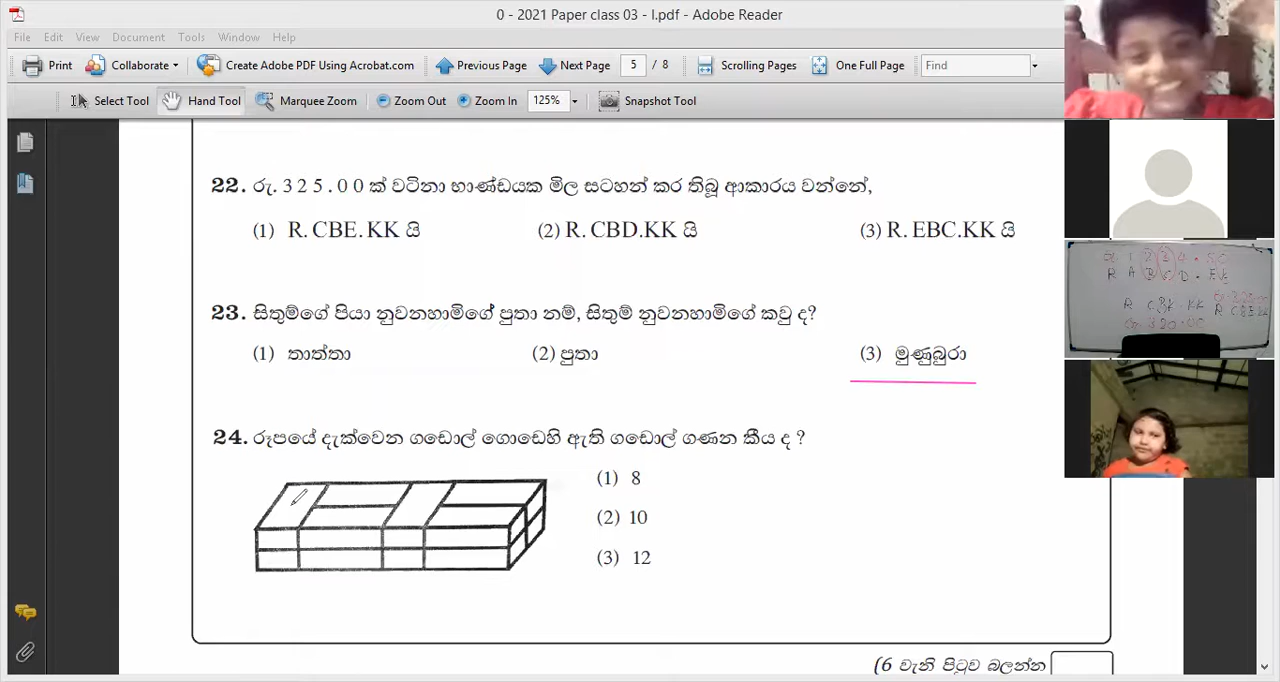 0 - 2021 Paper class 03 - I.pdf - Adobe Reader
File Edit View Document Tools Window Help
Print Collaborate Create Adobe PDF Using Acrobat.com Previous Page Next Page 5 / 8 Scrolling Pages One Full Page Find
Select Tool Hand Tool Marquee Zoom Zoom Out Zoom In 125% Snapshot Tool
22. රු. 3 2 5 . 0 0 ක් වටිනා භාණ්ඩයක මිල සටහන් කර තිබූ ආකාරය වන්නේ,
(1) R. CBE. KK යි (2) R. CBD.KK යි (3) R. EBC.KK යි
23. සිතුම්ගේ පියා නුවනහාමිගේ පුතා නම්, සිතුම් නුවනහාමිගේ කවු ද?
(1) තාත්තා (2) පුතා (3) මුණුබුරා
24. රූපයේ දැක්වෙන ගඩොල් ගොඩෙහි ඇති ගඩොල් ගණන කීය ද ?
(1) 8
(2) 10
(3) 12
(6 වැනි පිටුව බලන්න